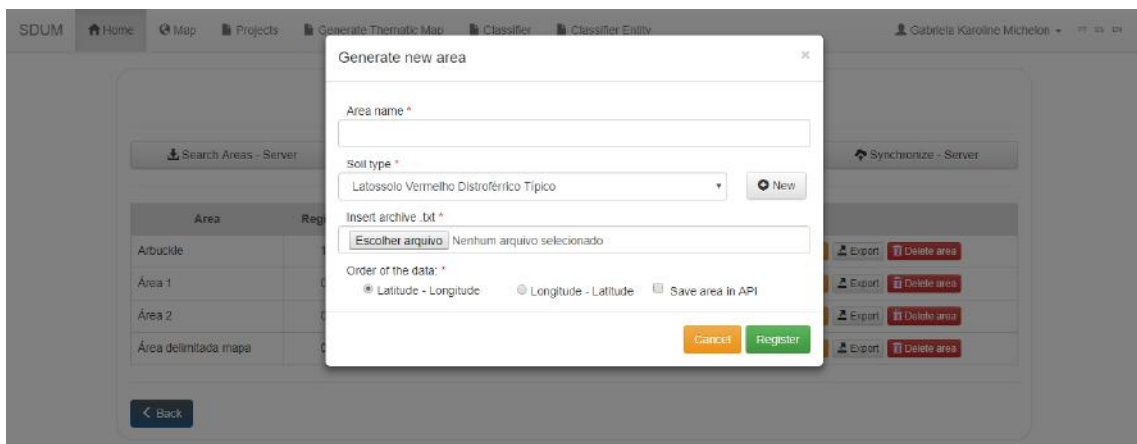 SDUM Home Map Projects Generate Thematic Map Classifier Classifier Entity Gabriela Karoline Michelon
Generate new area ×
Area name *
Search Areas - Server Synchronize - Server
Soil type *
Latossolo Vermelho Distroférrico Típico New
Area
Insert archive .txt *
Escolher arquivo Nenhum arquivo selecionado
Arbuckle Export Delete area
Order of the data: *
Área 1 Export Delete area
Latitude - Longitude Longitude - Latitude Save area in API
Área 2 Export Delete area
Cancel Register
Área delimitada mapa Export Delete area
Back